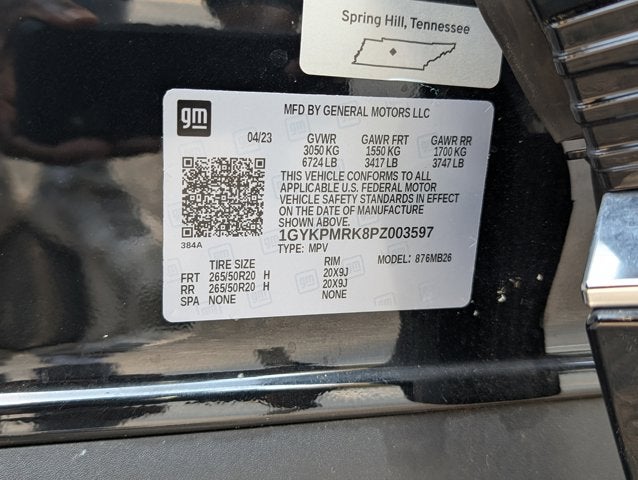 Spring Hill, Tennessee
gm
MFD BY GENERAL MOTORS LLC
04/23 GVWR GAWR FRT GAWR RR
3050 KG 1550 KG 1700 KG
6724 LB 3417 LB 3747 LB
THIS VEHICLE CONFORMS TO ALL
APPLICABLE U.S. FEDERAL MOTOR
VEHICLE SAFETY STANDARDS IN EFFECT
ON THE DATE OF MANUFACTURE
SHOWN ABOVE.
384A
1GYKPMRK8PZ003597
TYPE: MPV MODEL: 876MB26
TIRE SIZE RIM
FRT 265/50R20 H 20X9J
RR 265/50R20 H 20X9J
SPA NONE NONE